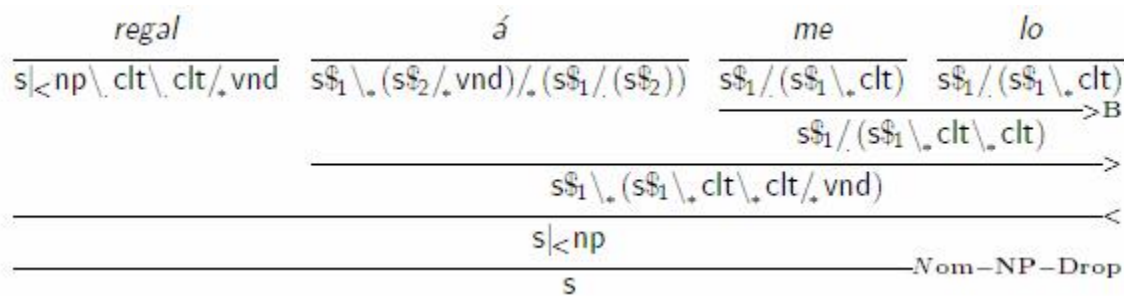 regal á me lo
s|<np\.clt\.clt/*vnd s$₁\*(s$₂/*vnd)/*(s$₁/.(s$₂)) s$₁/.(s$₁\*clt) s$₁/.(s$₁\*clt)
>B
s$₁/.(s$₁\*clt\*clt)
>
s$₁\*(s$₁\*clt\*clt/*vnd)
<
s|<np
Nom−NP−Drop
s